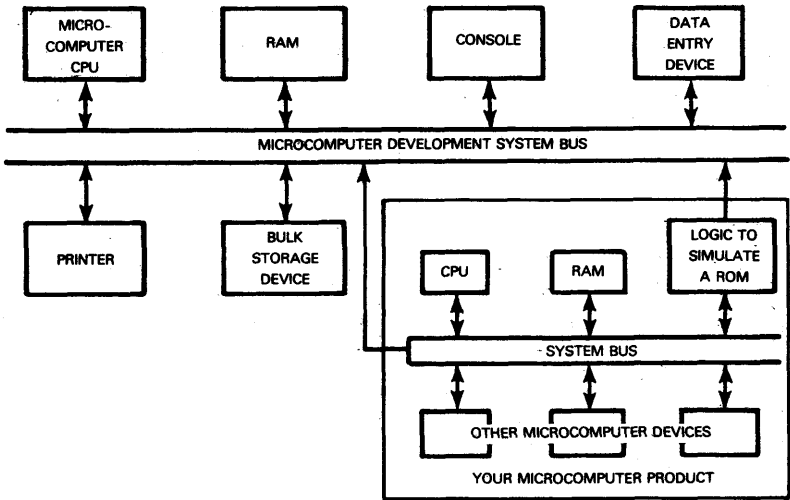 MICRO-
COMPUTER
CPU
RAM
CONSOLE
DATA
ENTRY
DEVICE
MICROCOMPUTER DEVELOPMENT SYSTEM BUS
PRINTER
BULK
STORAGE
DEVICE
LOGIC TO
SIMULATE
A ROM
CPU
RAM
SYSTEM BUS
OTHER MICROCOMPUTER DEVICES
YOUR MICROCOMPUTER PRODUCT